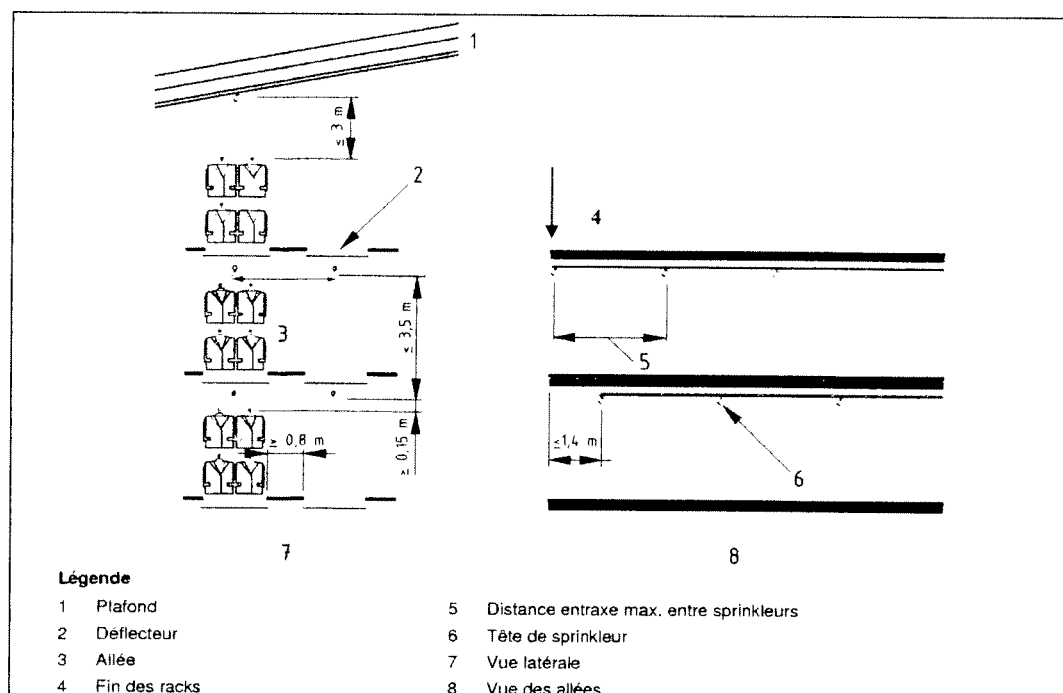 1
≤ 3 m
2
4
3
≤ 3,5 m
5
≥ 0,8 m
≥ 0,15 m
≤1,4 m
6
7
8
Légende
1 Plafond
2 Déflecteur
3 Allée
4 Fin des racks
5 Distance entraxe max. entre sprinkleurs
6 Tête de sprinkleur
7 Vue latérale
8 Vue des allées